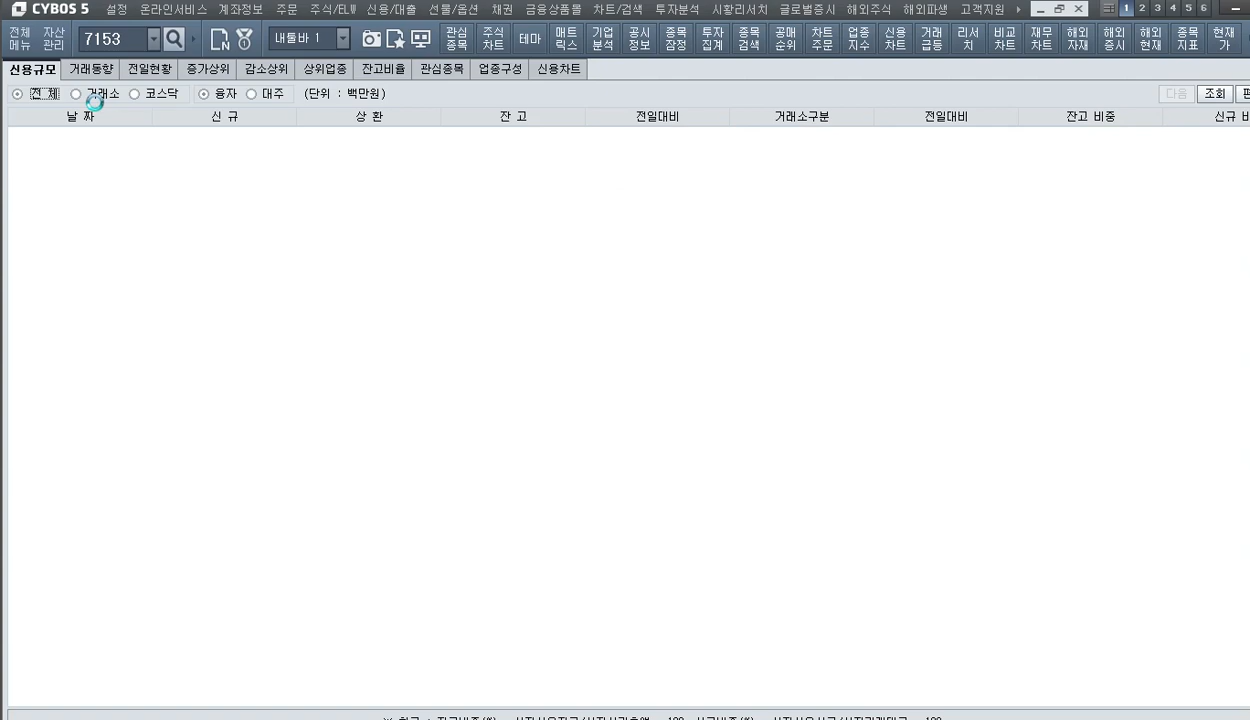 CYBOS 5 설정 온라인서비스 계좌정보 주문 주식/ELW 신용/대출 선물/옵션 채권 금융상품몰 차트/검색 투자분석 시황리서치 글로벌증시 해외주식 해외파생 고객지원 1 2 3 4 5 6
전체메뉴 자산관리 7153 내툴바 1 관심종목 주식차트 테마 매트릭스 기업분석 공시정보 종목잠정 투자집계 종목검색 공매순위 차트주문 업종지수 신용차트 거래급등 리서치 비교차트 재무차트 해외자재 해외증시 해외현재 종목지표 현재가
신용규모 거래동향 전일현황 증가상위 감소상위 상위업종 잔고비율 관심종목 업종구성 신용차트
전체 거래소 코스닥 융자 대주 (단위 : 백만원) 다음 조회
날 짜 신 규 상 환 잔 고 전일대비 거래소구분 전일대비 잔고 비중 신규 비